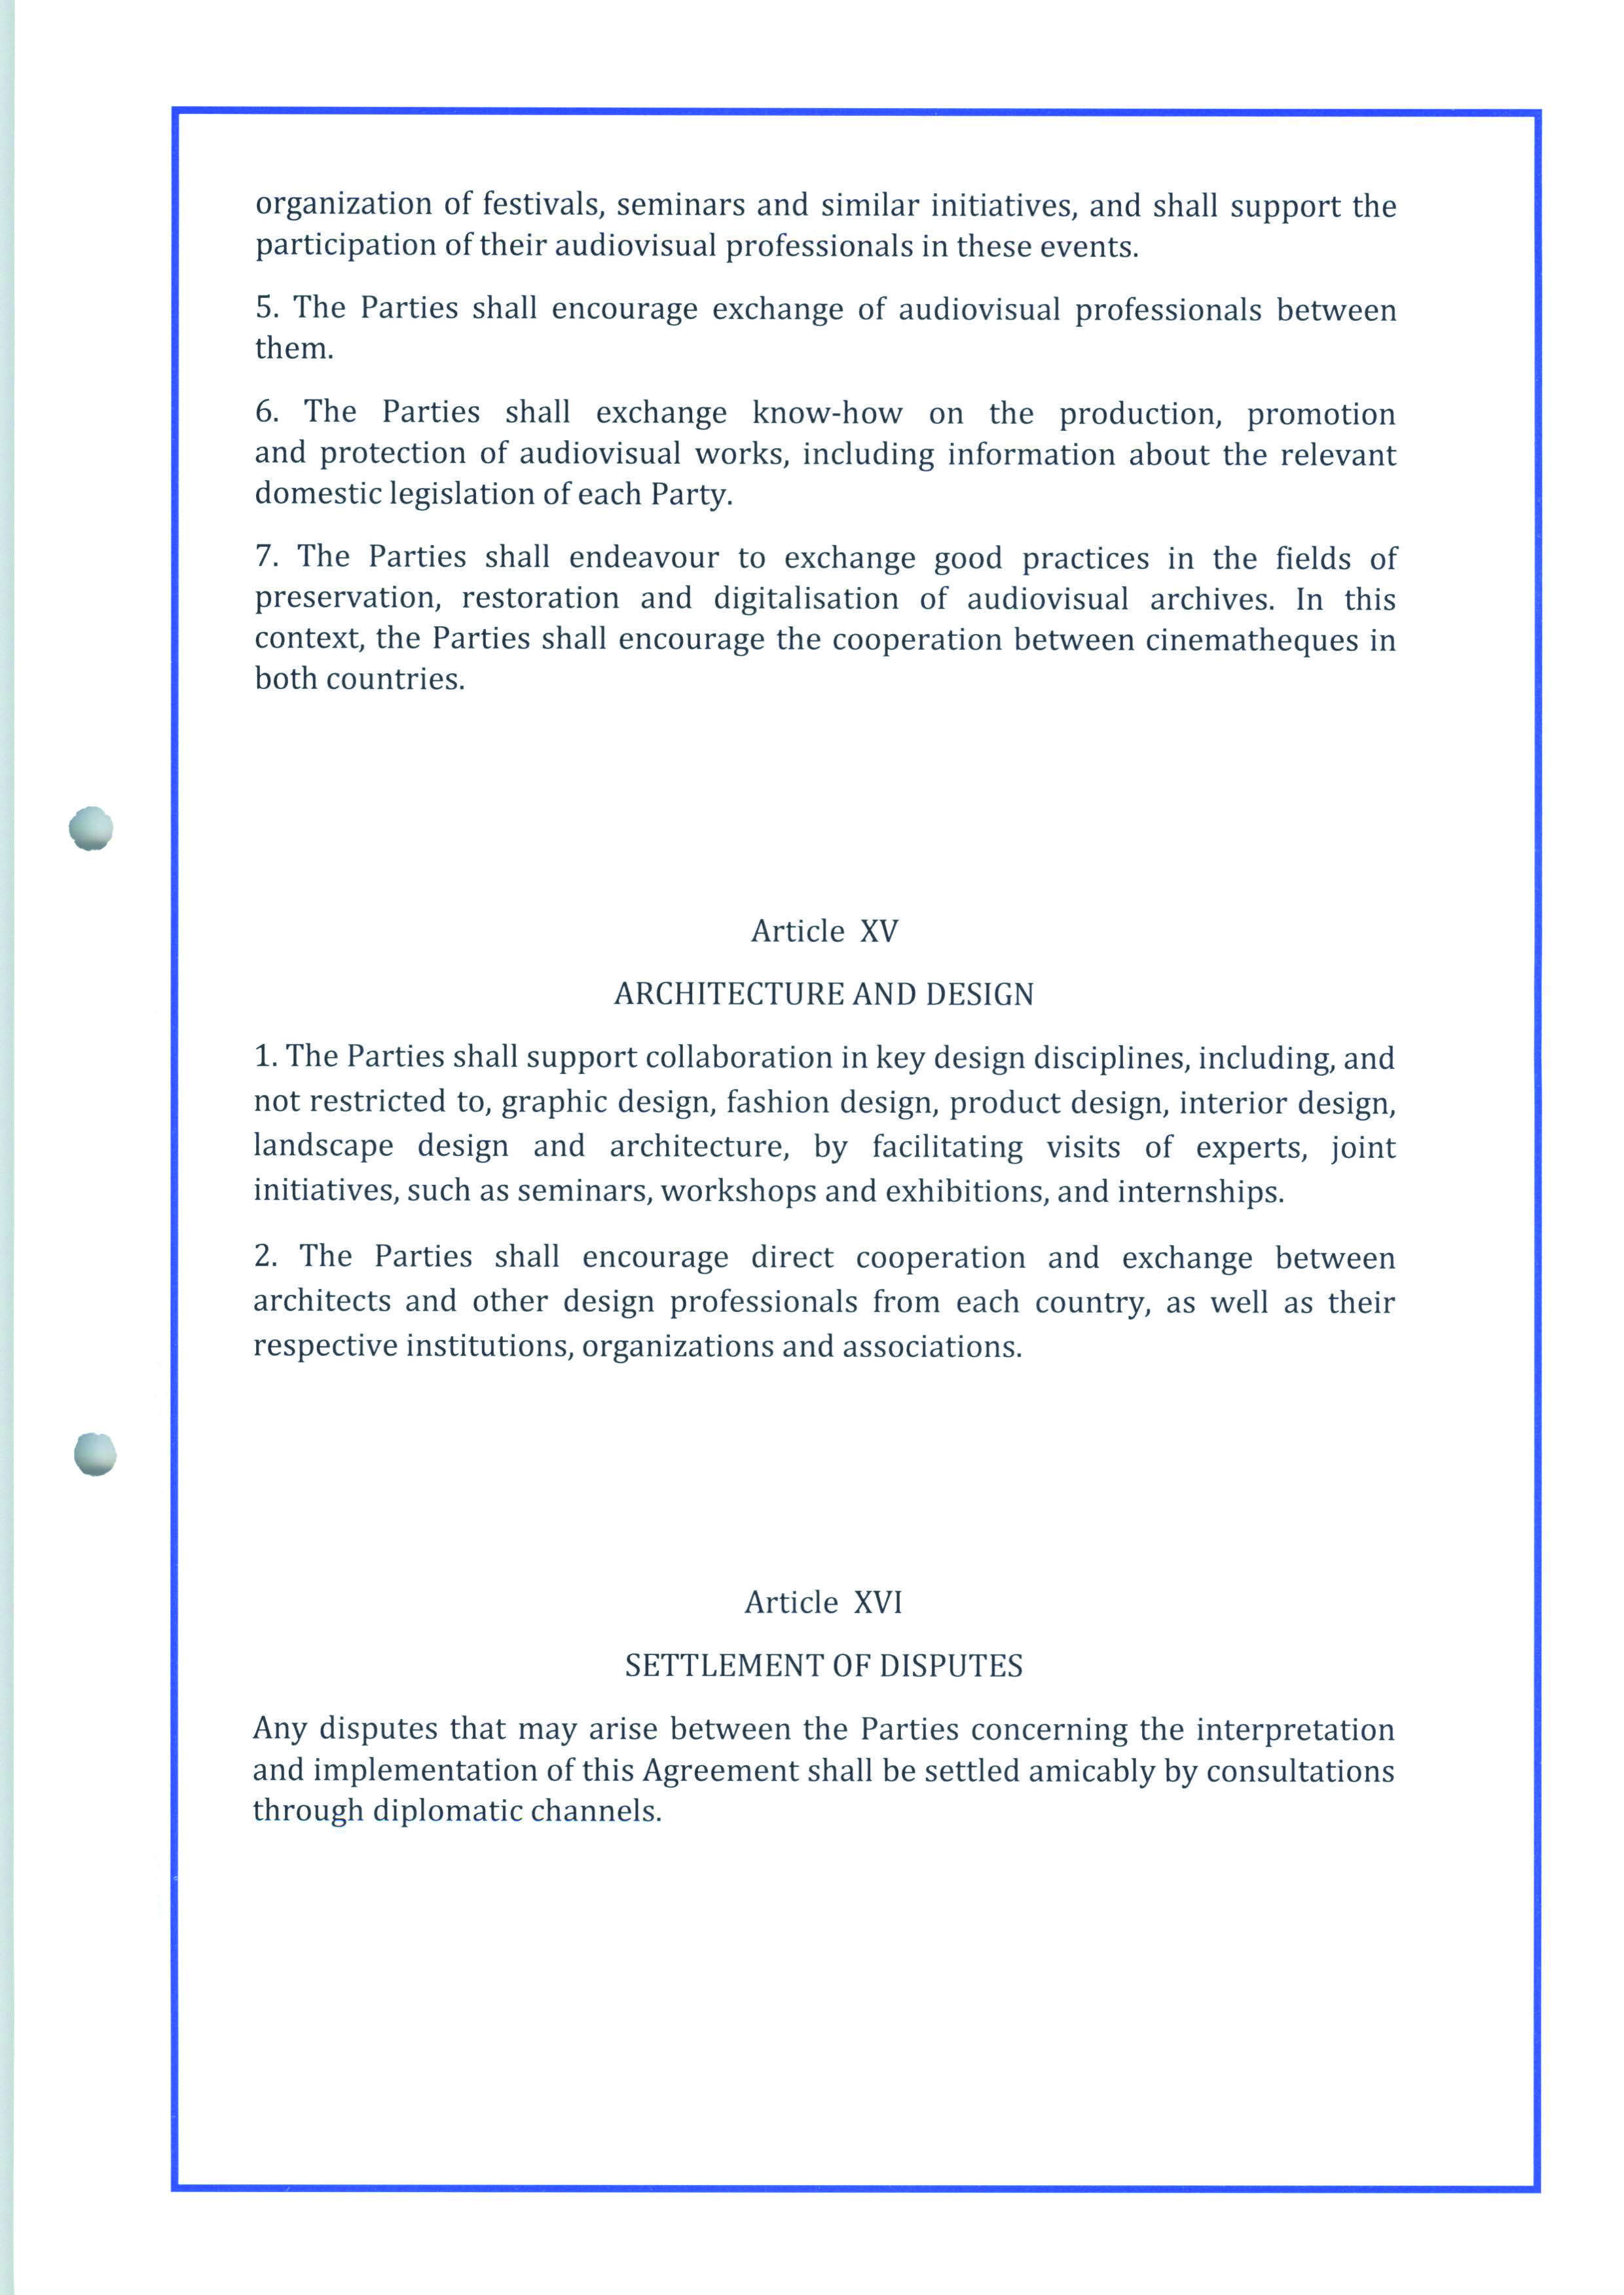 organization of festivals, seminars and similar initiatives, and shall support the
participation of their audiovisual professionals in these events.
5. The Parties shall encourage exchange of audiovisual professionals between
them.
6. The Parties shall exchange know-how on the production, promotion
and protection of audiovisual works, including information about the relevant
domestic legislation of each Party.
7. The Parties shall endeavour to exchange good practices in the fields of
preservation, restoration and digitalisation of audiovisual archives. In this
context, the Parties shall encourage the cooperation between cinematheques in
both countries.
Article XV
ARCHITECTURE AND DESIGN
1. The Parties shall support collaboration in key design disciplines, including, and
not restricted to, graphic design, fashion design, product design, interior design,
landscape design and architecture, by facilitating visits of experts, joint
initiatives, such as seminars, workshops and exhibitions, and internships.
2. The Parties shall encourage direct cooperation and exchange between
architects and other design professionals from each country, as well as their
respective institutions, organizations and associations.
Article XVI
SETTLEMENT OF DISPUTES
Any disputes that may arise between the Parties concerning the interpretation
and implementation of this Agreement shall be settled amicably by consultations
through diplomatic channels.